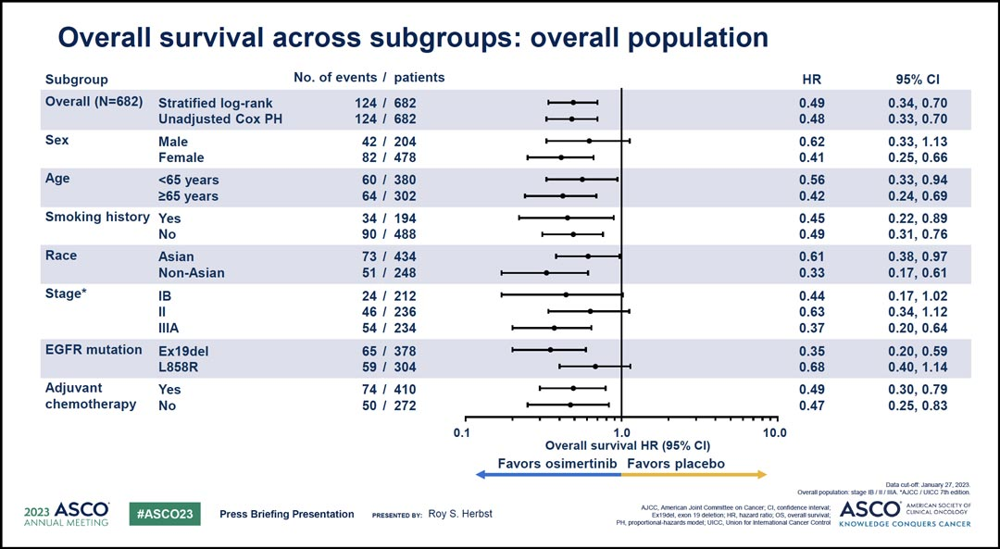 Overall survival across subgroups: overall population
Subgroup No. of events / patients HR 95% CI
Overall (N=682) Stratified log-rank 124 / 682 0.49 0.34, 0.70
Unadjusted Cox PH 124 / 682 0.48 0.33, 0.70
Sex Male 42 / 204 0.62 0.33, 1.13
Female 82 / 478 0.41 0.25, 0.66
Age <65 years 60 / 380 0.56 0.33, 0.94
≥65 years 64 / 302 0.42 0.24, 0.69
Smoking history Yes 34 / 194 0.45 0.22, 0.89
No 90 / 488 0.49 0.31, 0.76
Race Asian 73 / 434 0.61 0.38, 0.97
Non-Asian 51 / 248 0.33 0.17, 0.61
Stage* IB 24 / 212 0.44 0.17, 1.02
II 46 / 236 0.63 0.34, 1.12
IIIA 54 / 234 0.37 0.20, 0.64
EGFR mutation Ex19del 65 / 378 0.35 0.20, 0.59
L858R 59 / 304 0.68 0.40, 1.14
Adjuvant Yes 74 / 410 0.49 0.30, 0.79
chemotherapy No 50 / 272 0.47 0.25, 0.83
0.1 1.0 10.0
Overall survival HR (95% CI)
Favors osimertinib Favors placebo
Data cut-off: January 27, 2023.
Overall population: stage IB / II / IIIA. *AJCC / UICC 7th edition.
2023 ASCO
ANNUAL MEETING
#ASCO23
Press Briefing Presentation
PRESENTED BY: Roy S. Herbst
AJCC, American Joint Committee on Cancer; CI, confidence interval;
Ex19del, exon 19 deletion; HR, hazard ratio; OS, overall survival;
PH, proportional-hazards model; UICC, Union for International Cancer Control
ASCO AMERICAN SOCIETY OF
CLINICAL ONCOLOGY
KNOWLEDGE CONQUERS CANCER